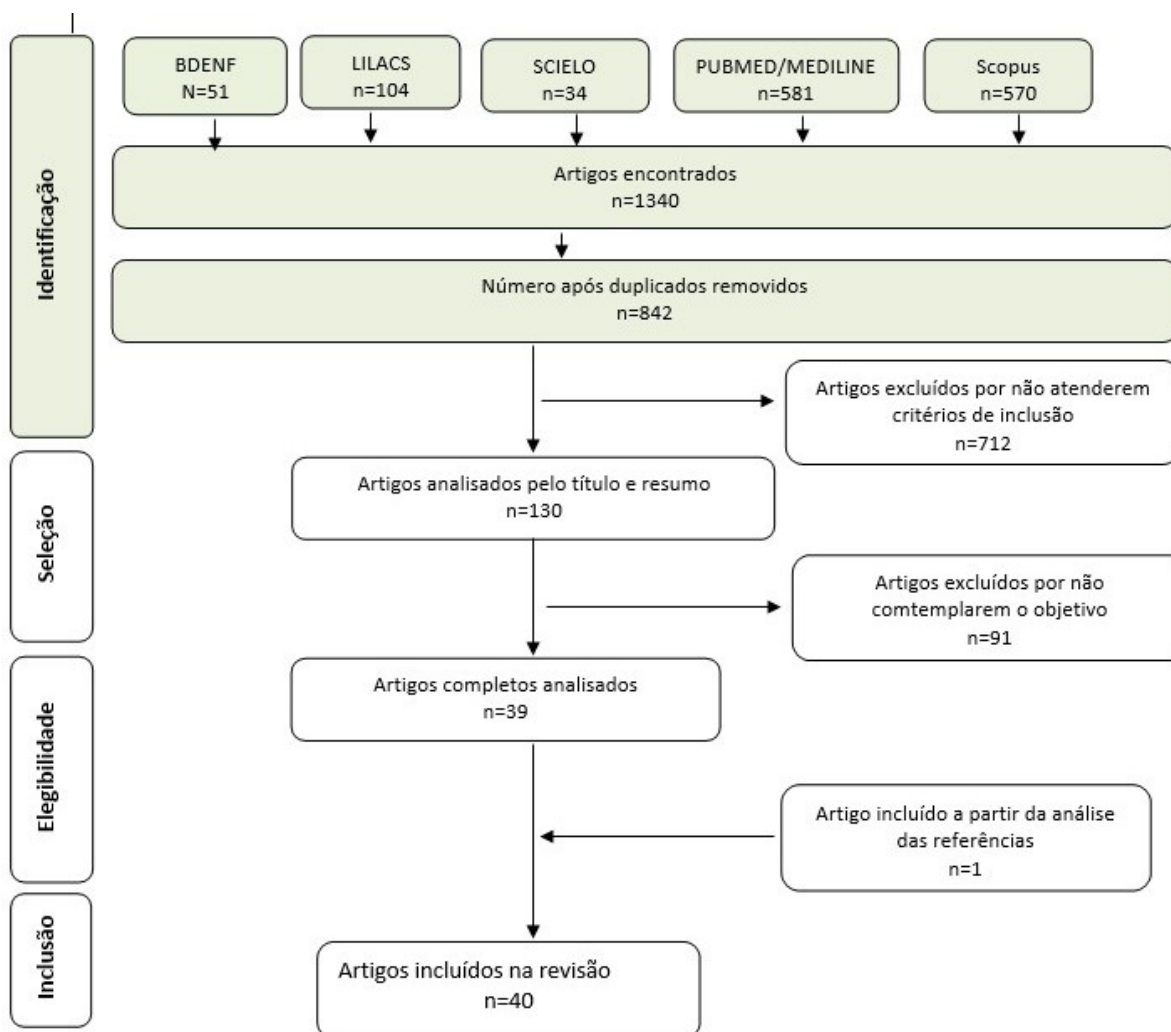 Identificação
BDENF
N=51
LILACS
n=104
SCIELO
n=34
PUBMED/MEDILINE
n=581
Scopus
n=570
Artigos encontrados
n=1340
Número após duplicados removidos
n=842
Artigos excluídos por não atenderem
critérios de inclusão
n=712
Seleção
Artigos analisados pelo título e resumo
n=130
Artigos excluídos por não
comtemplarem o objetivo
n=91
Elegibilidade
Artigos completos analisados
n=39
Artigo incluído a partir da análise
das referências
n=1
Inclusão
Artigos incluídos na revisão
n=40